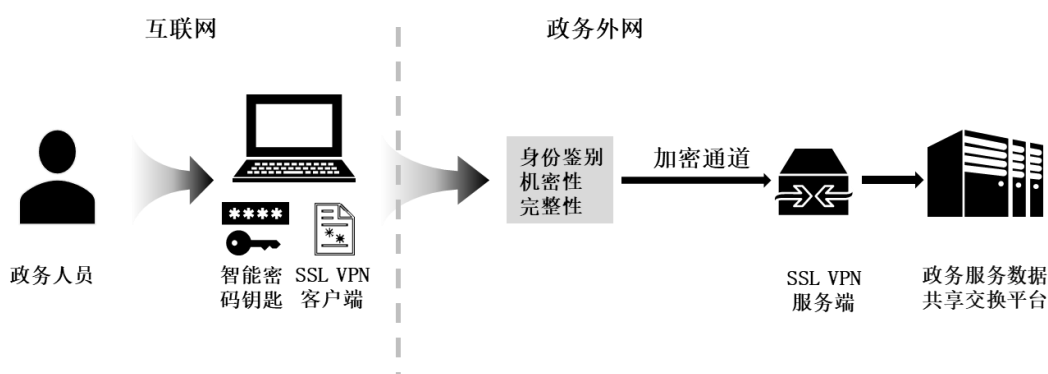 互联网
政务外网
身份鉴别
机密性
完整性
加密通道
****
政务人员
智能密
码钥匙
SSL VPN
客户端
SSL VPN
服务端
政务服务数据
共享交换平台